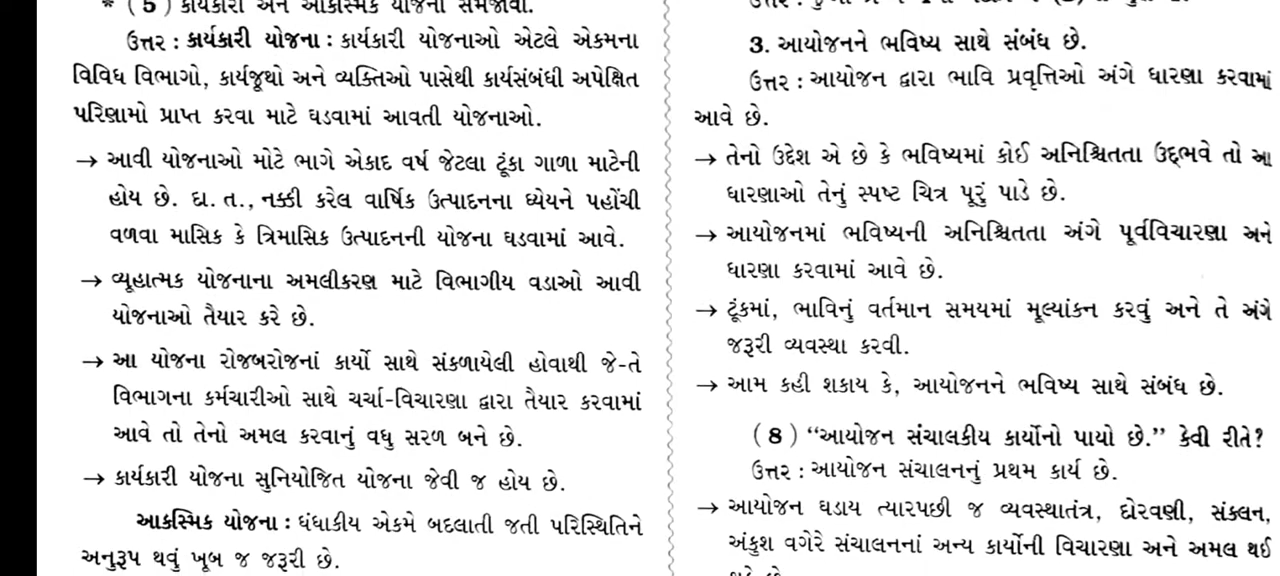 * (5) કાર્યકારી અને આકસ્મિક યોજના સમજાવો.
ઉત્તર : કાર્યકારી યોજના : કાર્યકારી યોજનાઓ એટલે એકમના
વિવિધ વિભાગો, કાર્યજૂથો અને વ્યક્તિઓ પાસેથી કાર્યસંબંધી અપેક્ષિત
પરિણામો પ્રાપ્ત કરવા માટે ઘડવામાં આવતી યોજનાઓ.
→ આવી યોજનાઓ મોટે ભાગે એકાદ વર્ષ જેટલા ટૂંકા ગાળા માટેની
હોય છે. દા. ત., નક્કી કરેલ વાર્ષિક ઉત્પાદનના ધ્યેયને પહોંચી
વળવા માસિક કે ત્રિમાસિક ઉત્પાદનની યોજના ઘડવામાં આવે.
→ વ્યૂહાત્મક યોજનાના અમલીકરણ માટે વિભાગીય વડાઓ આવી
યોજનાઓ તૈયાર કરે છે.
→ આ યોજના રોજબરોજનાં કાર્યો સાથે સંકળાયેલી હોવાથી જે-તે
વિભાગના કર્મચારીઓ સાથે ચર્ચા-વિચારણા દ્વારા તૈયાર કરવામાં
આવે તો તેનો અમલ કરવાનું વધુ સરળ બને છે.
→ કાર્યકારી યોજના સુનિયોજિત યોજના જેવી જ હોય છે.
આકસ્મિક યોજના : ધંધાકીય એકમે બદલાતી જતી પરિસ્થિતિને
અનુરૂપ થવું ખૂબ જ જરૂરી છે.
3. આયોજનને ભવિષ્ય સાથે સંબંધ છે.
ઉત્તર : આયોજન દ્વારા ભાવિ પ્રવૃત્તિઓ અંગે ધારણા કરવામાં
આવે છે.
→ તેનો ઉદ્દેશ એ છે કે ભવિષ્યમાં કોઈ અનિશ્ચિતતા ઉદ્ભવે તો આ
ધારણાઓ તેનું સ્પષ્ટ ચિત્ર પૂરું પાડે છે.
→ આયોજનમાં ભવિષ્યની અનિશ્ચિતતા અંગે પૂર્વવિચારણા અને
ધારણા કરવામાં આવે છે.
→ ટૂંકમાં, ભાવિનું વર્તમાન સમયમાં મૂલ્યાંકન કરવું અને તે અંગે
જરૂરી વ્યવસ્થા કરવી.
→ આમ કહી શકાય કે, આયોજનને ભવિષ્ય સાથે સંબંધ છે.
(8) “આયોજન સંચાલકીય કાર્યોનો પાયો છે.” કેવી રીતે?
ઉત્તર : આયોજન સંચાલનનું પ્રથમ કાર્ય છે.
→ આયોજન ઘડાય ત્યારપછી જ વ્યવસ્થાતંત્ર, દોરવણી, સંકલન,
અંકુશ વગેરે સંચાલનનાં અન્ય કાર્યોની વિચારણા અને અમલ થઈ